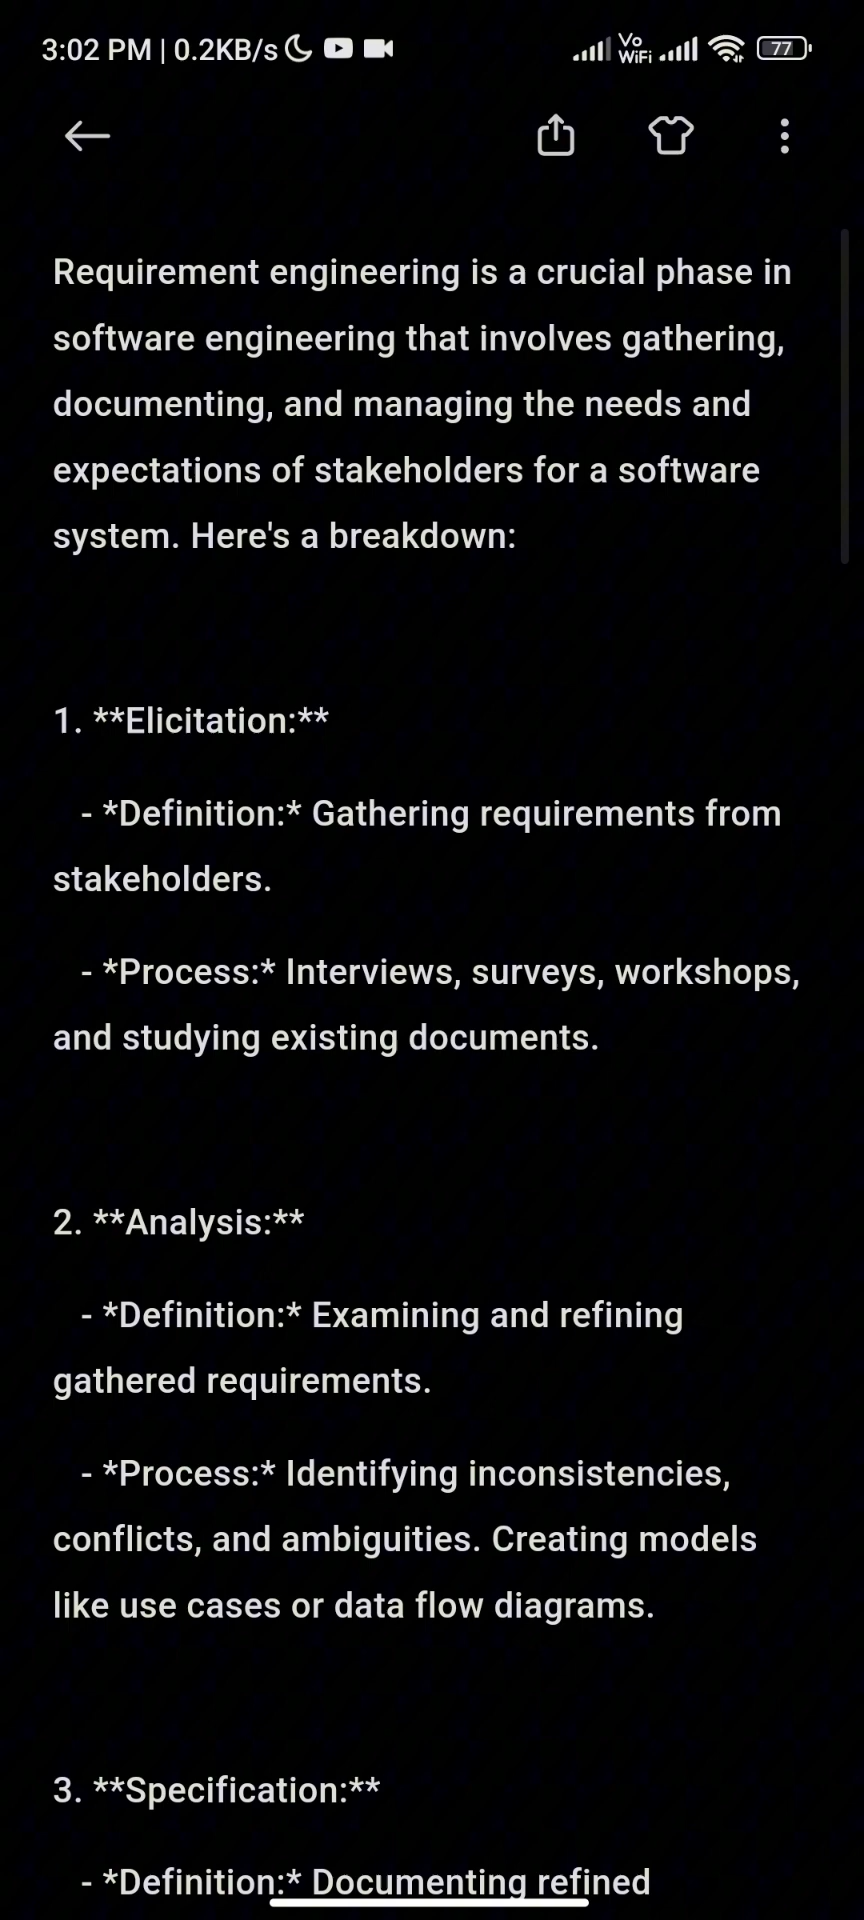 3:02 PM | 0.2KB/s Vo WiFi 77
Requirement engineering is a crucial phase in
software engineering that involves gathering,
documenting, and managing the needs and
expectations of stakeholders for a software
system. Here's a breakdown:
1. **Elicitation:**
- *Definition:* Gathering requirements from
stakeholders.
- *Process:* Interviews, surveys, workshops,
and studying existing documents.
2. **Analysis:**
- *Definition:* Examining and refining
gathered requirements.
- *Process:* Identifying inconsistencies,
conflicts, and ambiguities. Creating models
like use cases or data flow diagrams.
3. **Specification:**
- *Definition:* Documenting refined